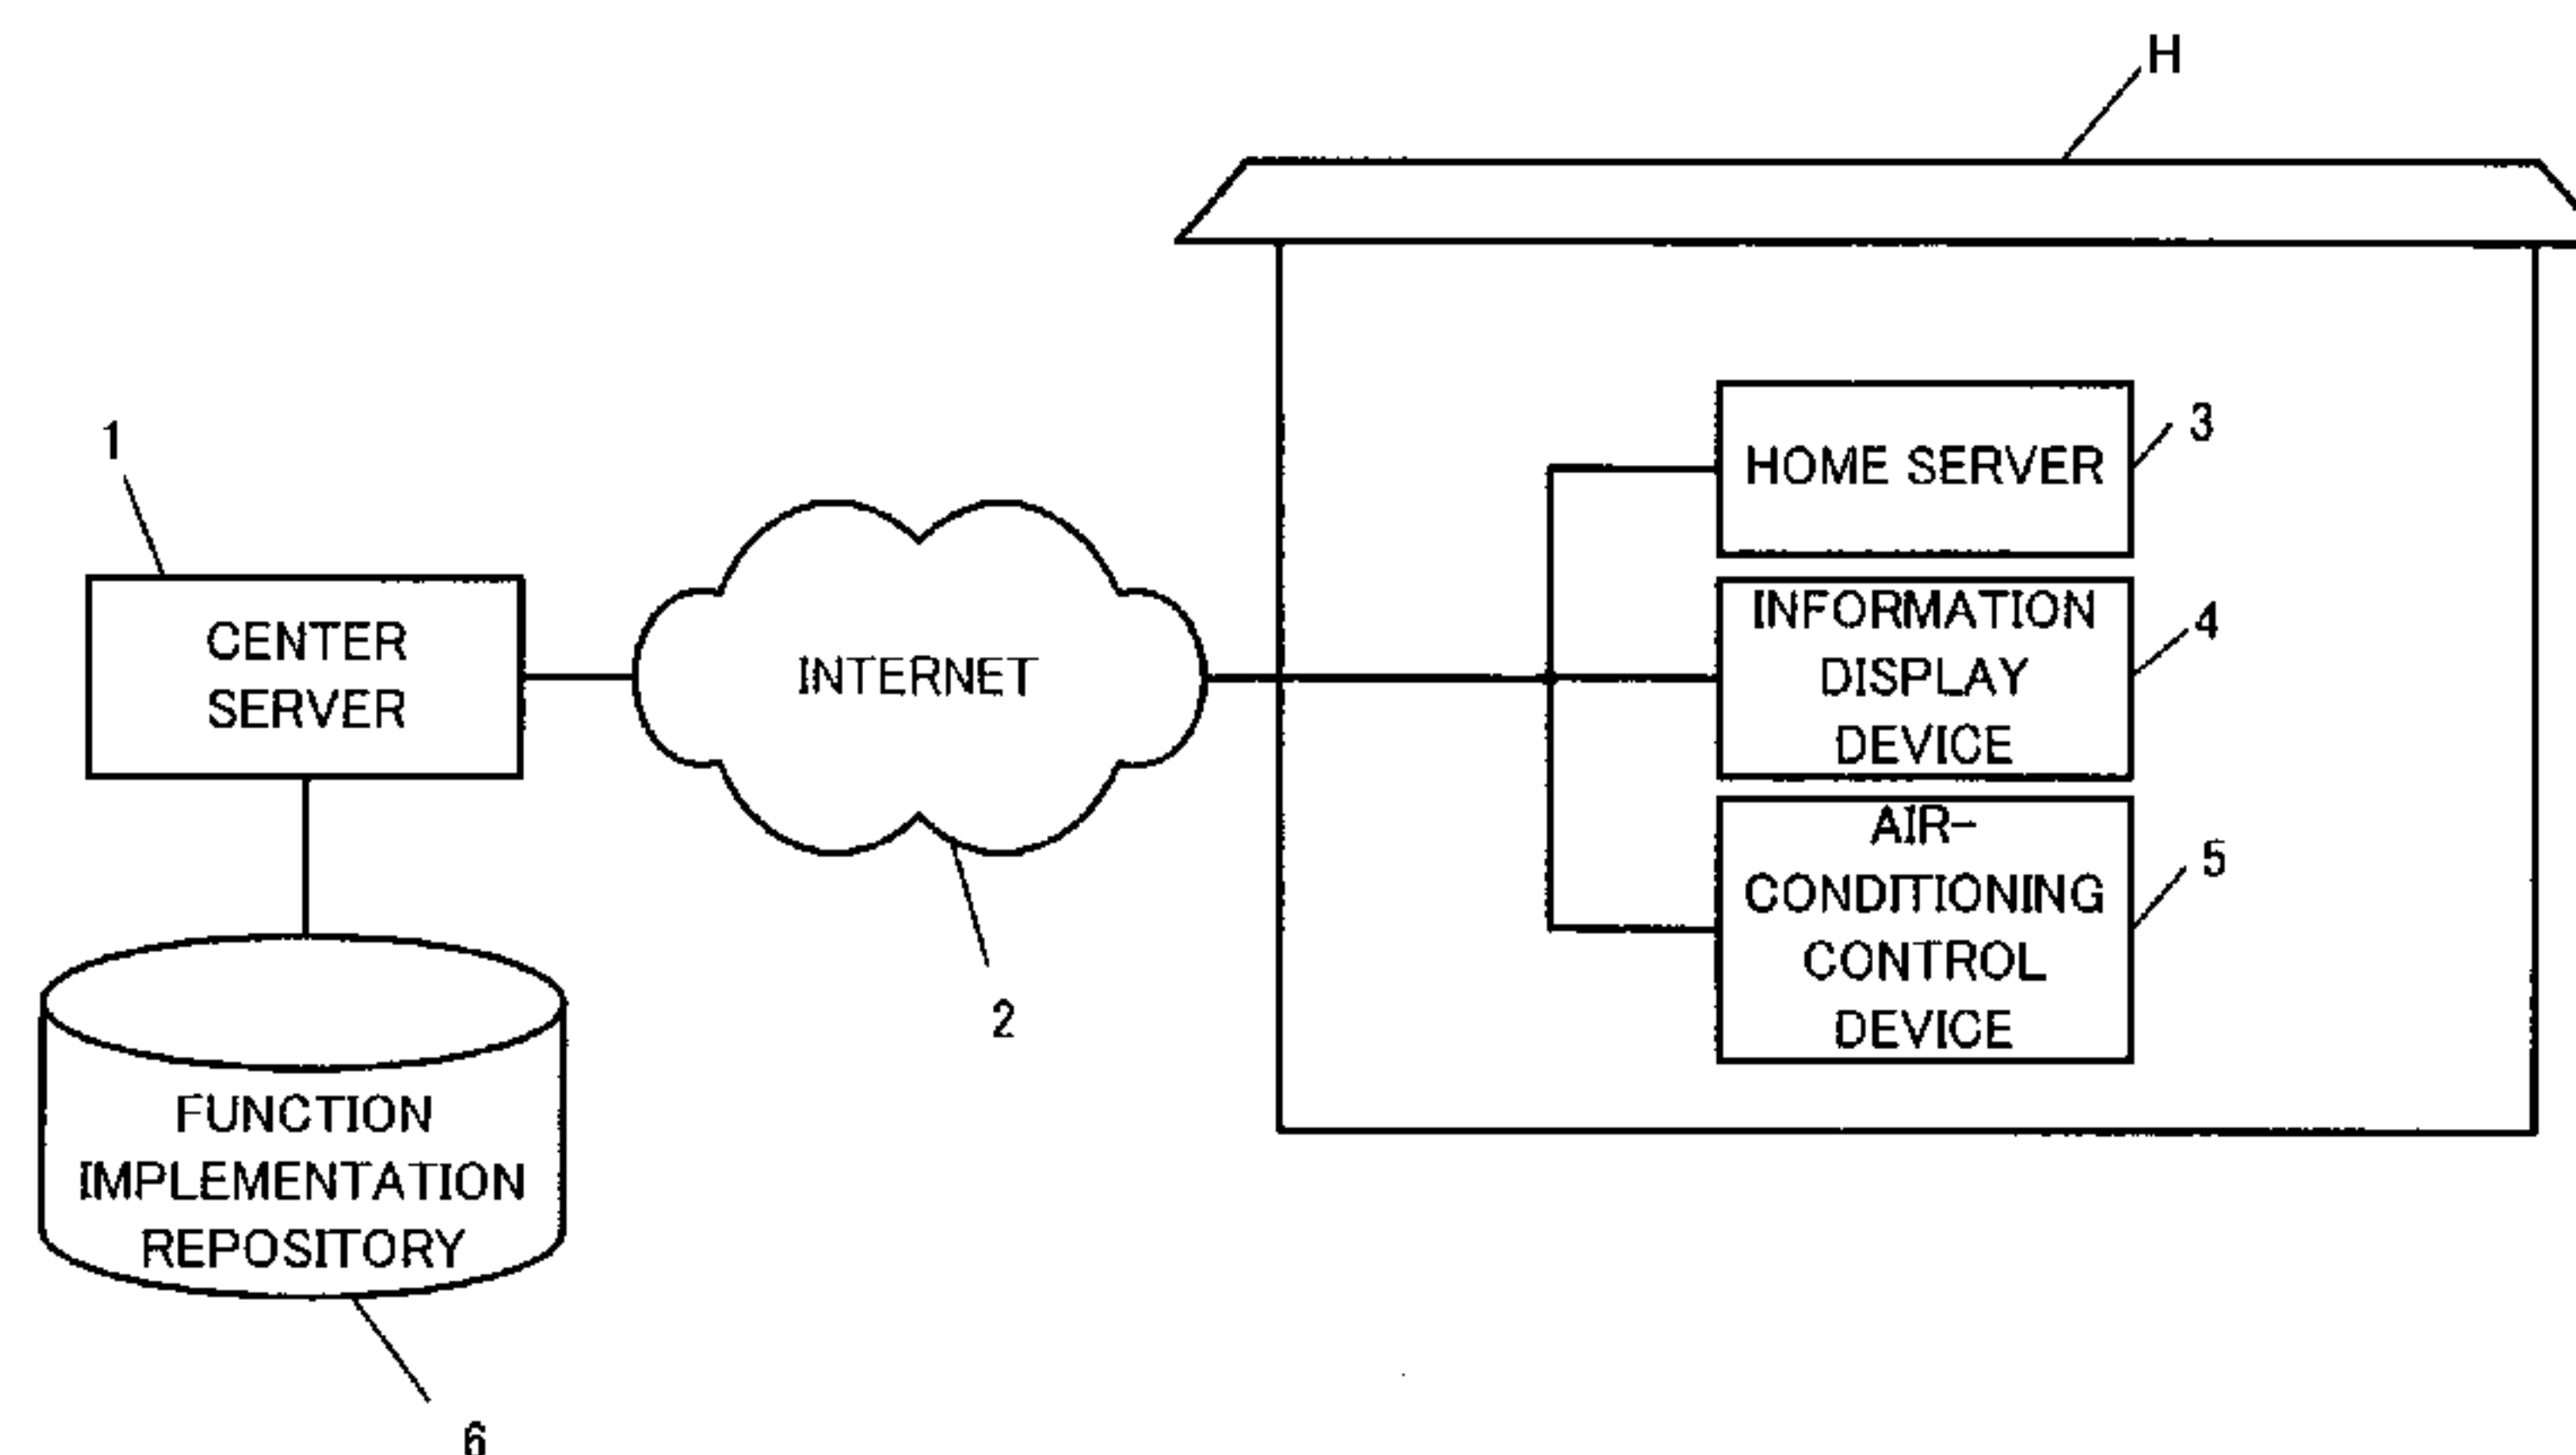 H
1
CENTER
SERVER
INTERNET
2
HOME SERVER
3
INFORMATION
DISPLAY
DEVICE
4
AIR-
CONDITIONING
CONTROL
DEVICE
5
FUNCTION
IMPLEMENTATION
REPOSITORY
6